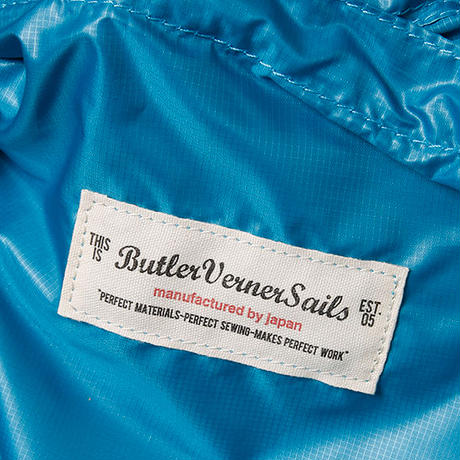 THIS IS
ButlerVernerSails
EST. 05
manufactured by japan
"PERFECT MATERIALS-PERFECT SEWING-MAKES PERFECT WORK"